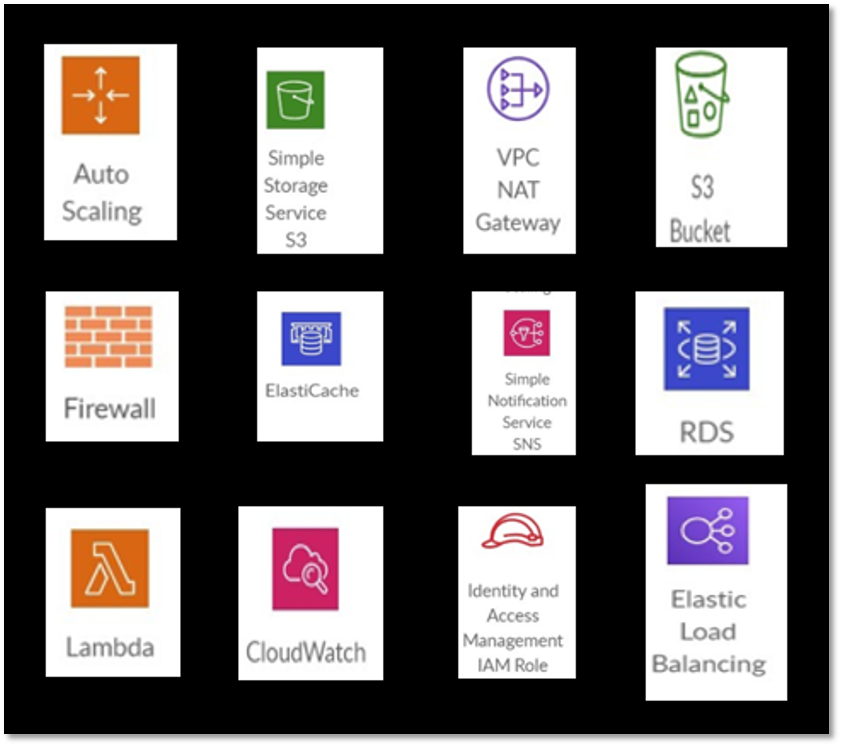 Auto
Scaling
Simple
Storage
Service
S3
VPC
NAT
Gateway
S3
Bucket
Firewall
ElastiCache
Simple
Notification
Service
SNS
RDS
Lambda
CloudWatch
Identity and
Access
Management
IAM Role
Elastic
Load
Balancing